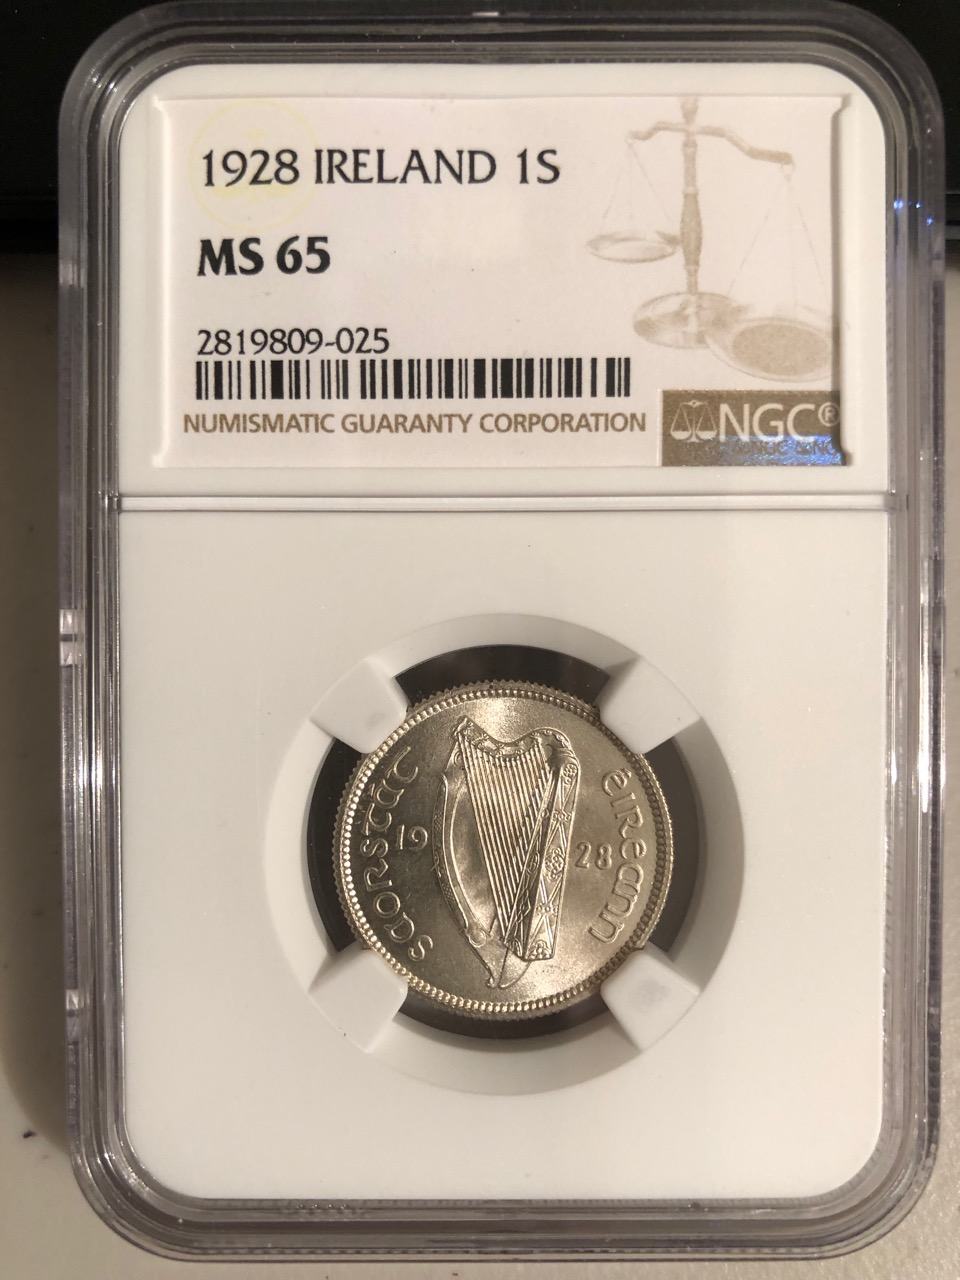 1928 IRELAND 1S
MS 65
2819809-025
NUMISMATIC GUARANTY CORPORATION
NGC®
saorstát
19
28
éireann